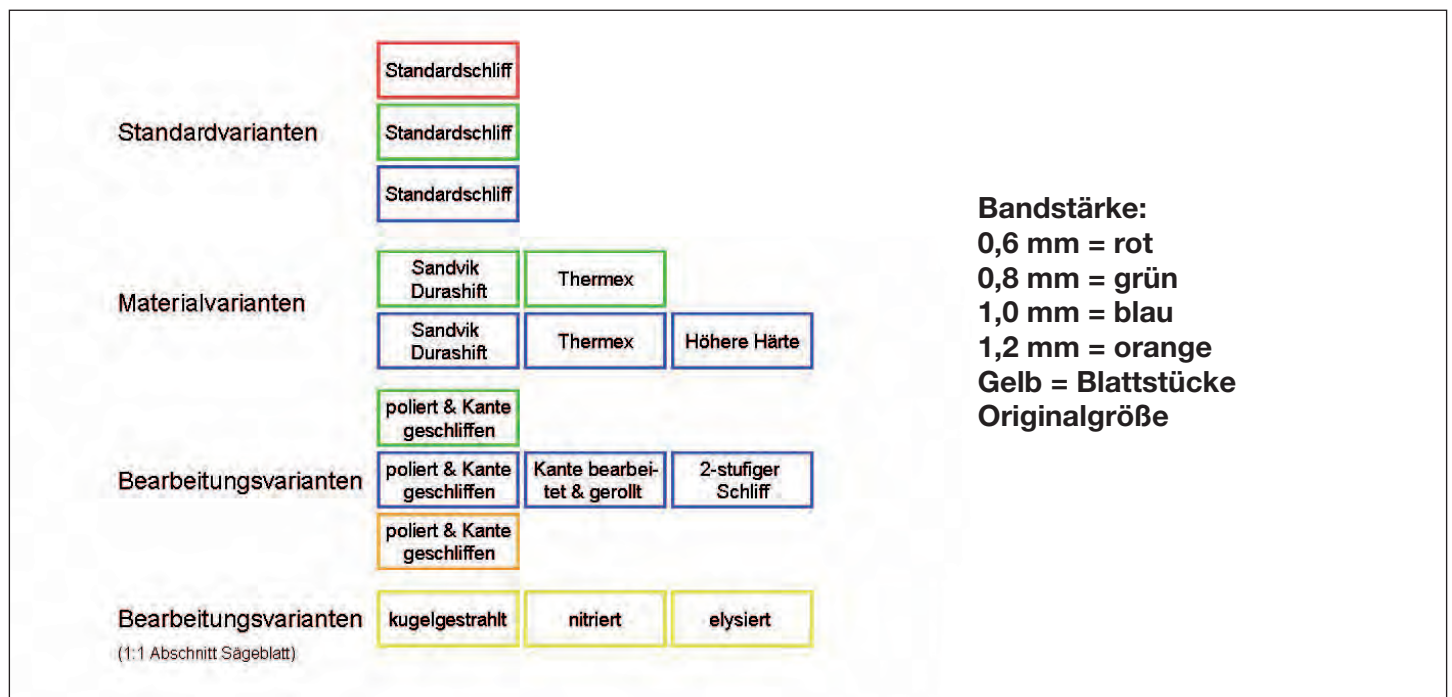 Standardschliff
Standardvarianten
Standardschliff
Standardschliff
Materialvarianten
Sandvik
Durashift
Thermex
Sandvik
Durashift
Thermex
Höhere Härte
Bearbeitungsvarianten
poliert & Kante
geschliffen
poliert & Kante
geschliffen
Kante bearbei-
tet & gerollt
2-stufiger
Schliff
poliert & Kante
geschliffen
Bearbeitungsvarianten
(1:1 Abschnitt Sägeblatt)
kugelgestrahlt
nitriert
elysiert
Bandstärke:
0,6 mm = rot
0,8 mm = grün
1,0 mm = blau
1,2 mm = orange
Gelb = Blattstücke
Originalgröße